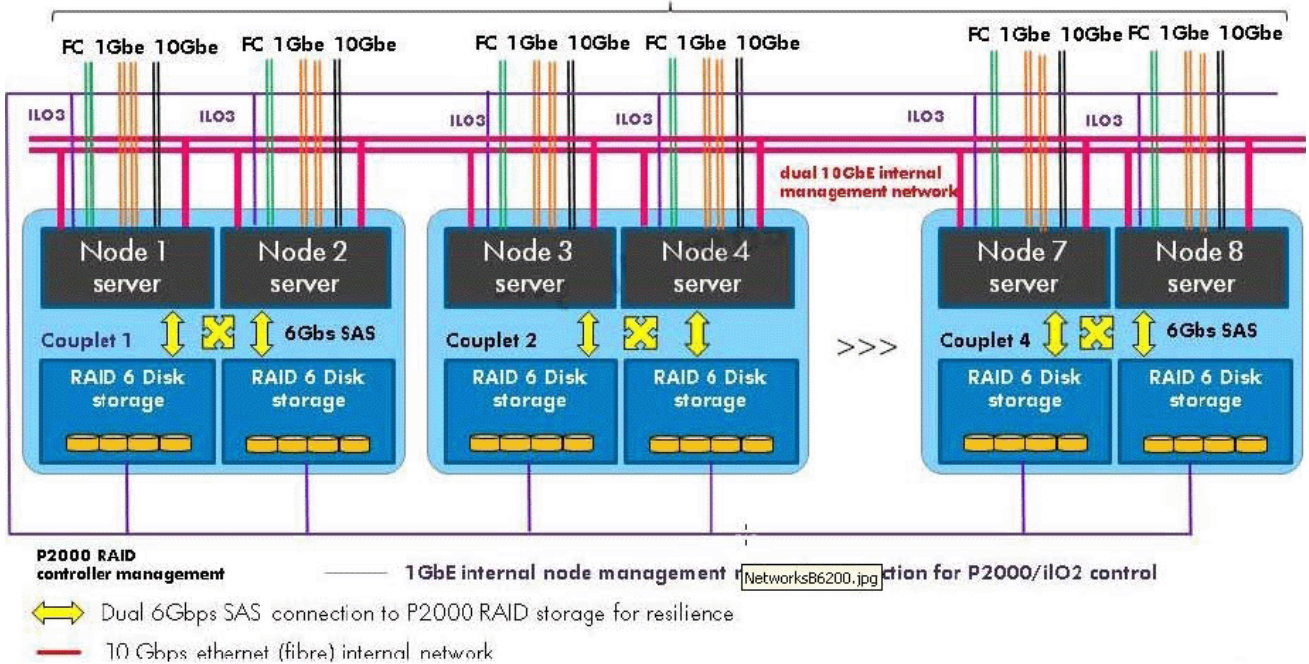 FC 1Gbe 10Gbe
FC 1Gbe 10Gbe
FC 1Gbe 10Gbe
FC 1Gbe 10Gbe
FC 1Gbe 10Gbe
FC 1Gbe 10Gbe
ILO3
ILO3
ILO3
ILO3
ILO3
ILO3
dual 10GbE internal
management network
Node 1
server
Node 2
server
Node 3
server
Node 4
server
Node 7
server
Node 8
server
Couplet 1
6Gbs SAS
Couplet 2
>>>
Couplet 4
6Gbs SAS
RAID 6 Disk
storage
RAID 6 Disk
storage
RAID 6 Disk
storage
RAID 6 Disk
storage
RAID 6 Disk
storage
RAID 6 Disk
storage
P2000 RAID
controller management
1GbE internal node management
NetworksB6200.jpg
ction for P2000/ilO2 control
Dual 6Gbps SAS connection to P2000 RAID storage for resilience
10 Gbps ethernet (fibre) internal network